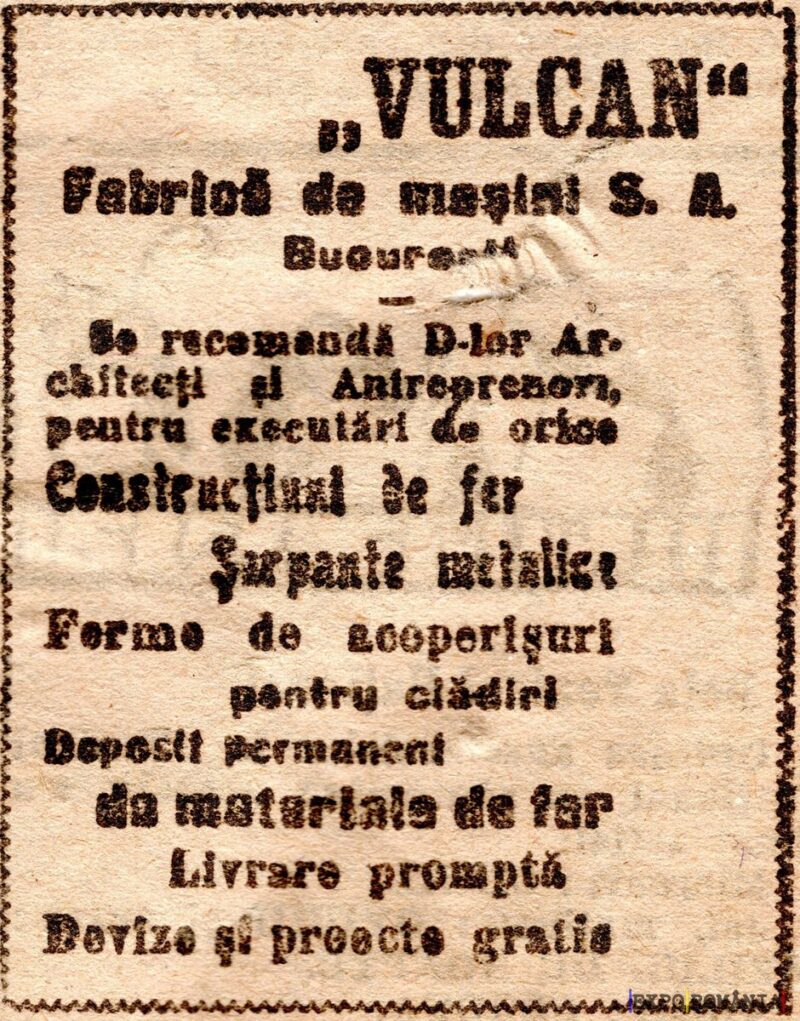 „VULCAN“
Fabrică de mașini S. A.
București
—
Se recomandă D-lor Ar-
chitecți și Antreprenori,
pentru executări de orice
Construcțiuni de fer
Șarpante metalice
Ferme de acoperișuri
pentru clădiri
Deposit permanent
de materiale de fer
Livrare promptă
Devize și proecte gratis
EXPO ROMÂNIA